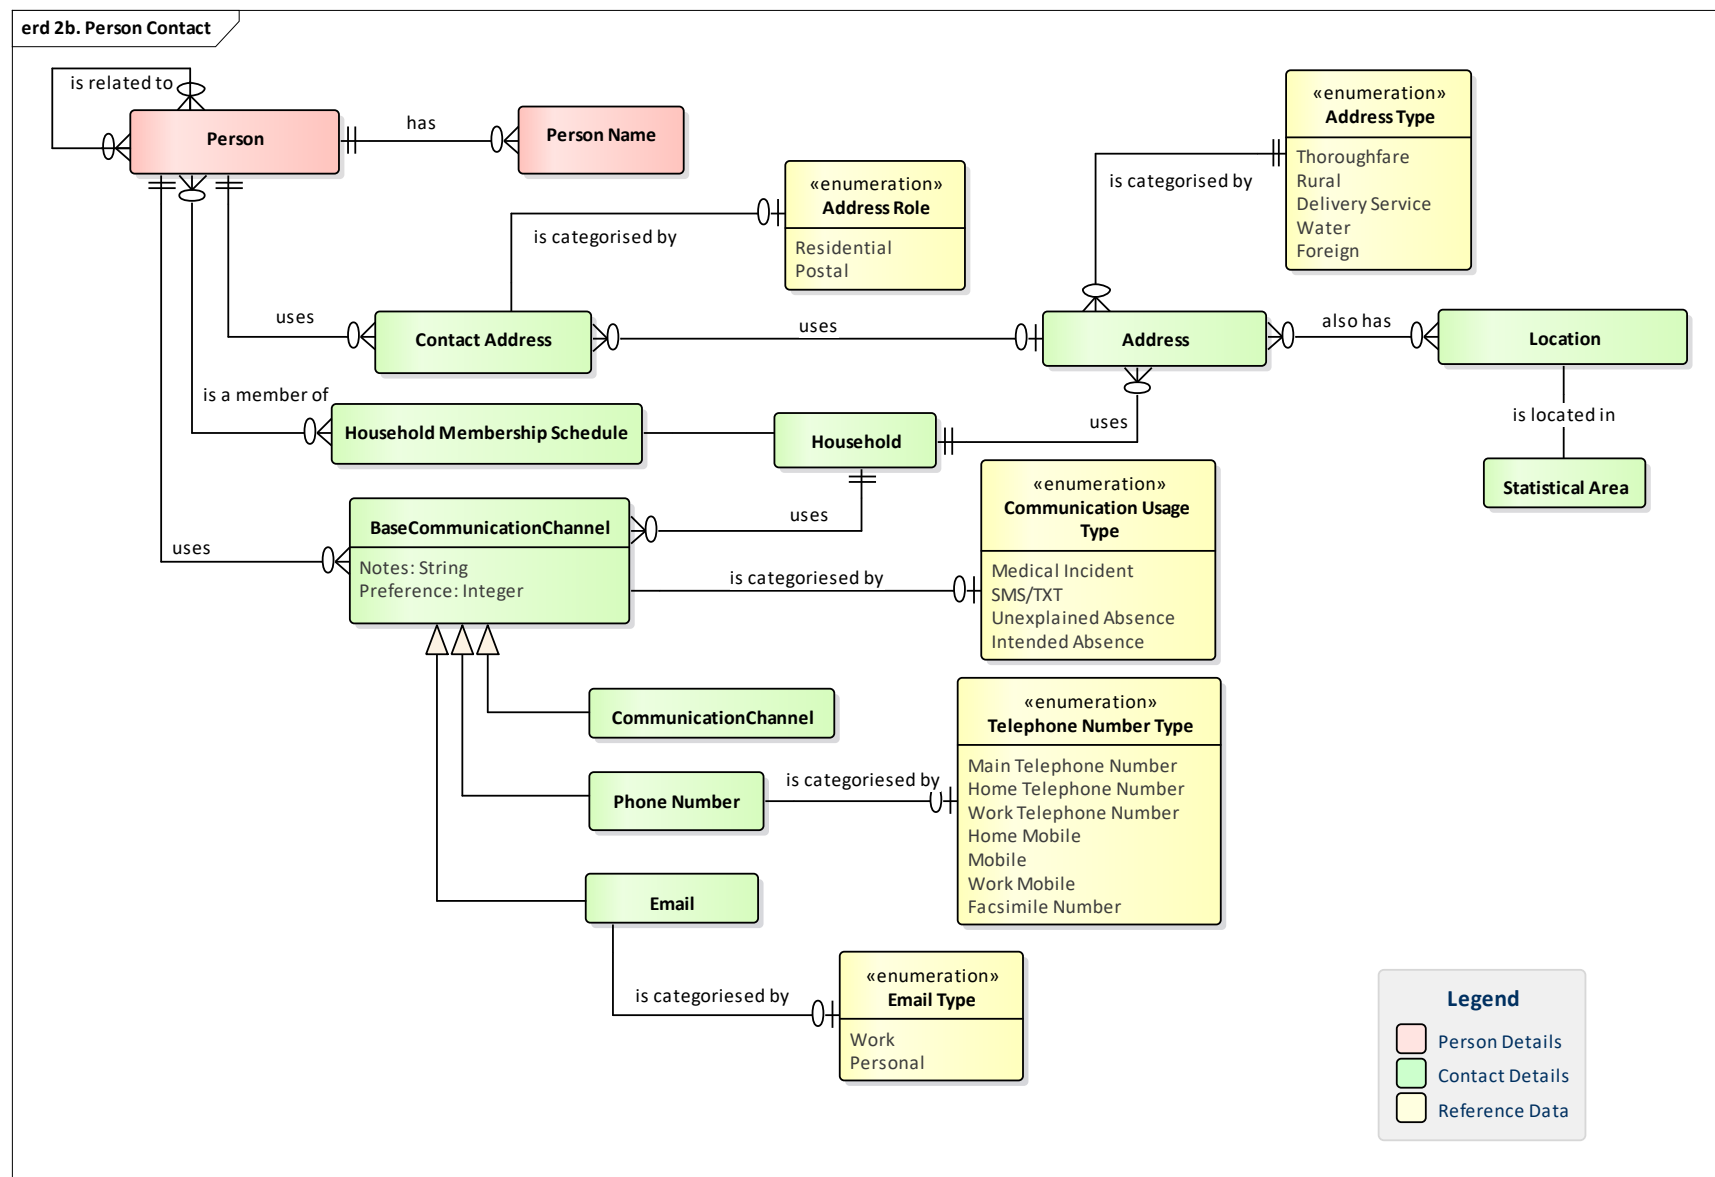 erd 2b. Person Contact
is related to
Person
has
Person Name
«enumeration»
Address Type
Thoroughfare
Rural
Delivery Service
Water
Foreign
is categorised by
«enumeration»
Address Role
Residential
Postal
is categorised by
uses
Contact Address
uses
Address
also has
Location
is a member of
Household Membership Schedule
Household
uses
is located in
Statistical Area
BaseCommunicationChannel
Notes: String
Preference: Integer
uses
uses
«enumeration»
Communication Usage
Type
Medical Incident
SMS/TXT
Unexplained Absence
Intended Absence
is categoriesed by
CommunicationChannel
«enumeration»
Telephone Number Type
Main Telephone Number
Home Telephone Number
Work Telephone Number
Home Mobile
Mobile
Work Mobile
Facsimile Number
Phone Number
is categoriesed by
Email
is categoriesed by
«enumeration»
Email Type
Work
Personal
Legend
Person Details
Contact Details
Reference Data